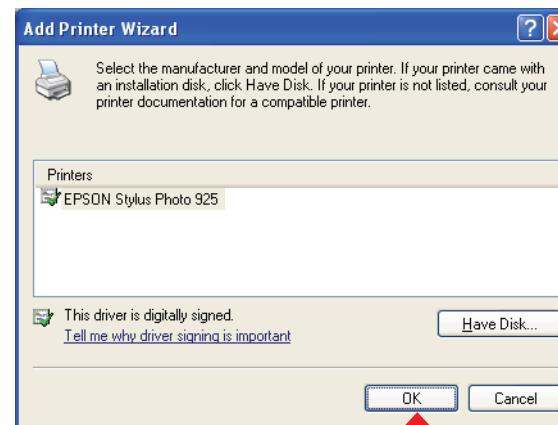 Add Printer Wizard
Select the manufacturer and model of your printer. If your printer came with
an installation disk, click Have Disk. If your printer is not listed, consult your
printer documentation for a compatible printer.
Printers
EPSON Stylus Photo 925
This driver is digitally signed.
Tell me why driver signing is important
Have Disk...
OK
Cancel